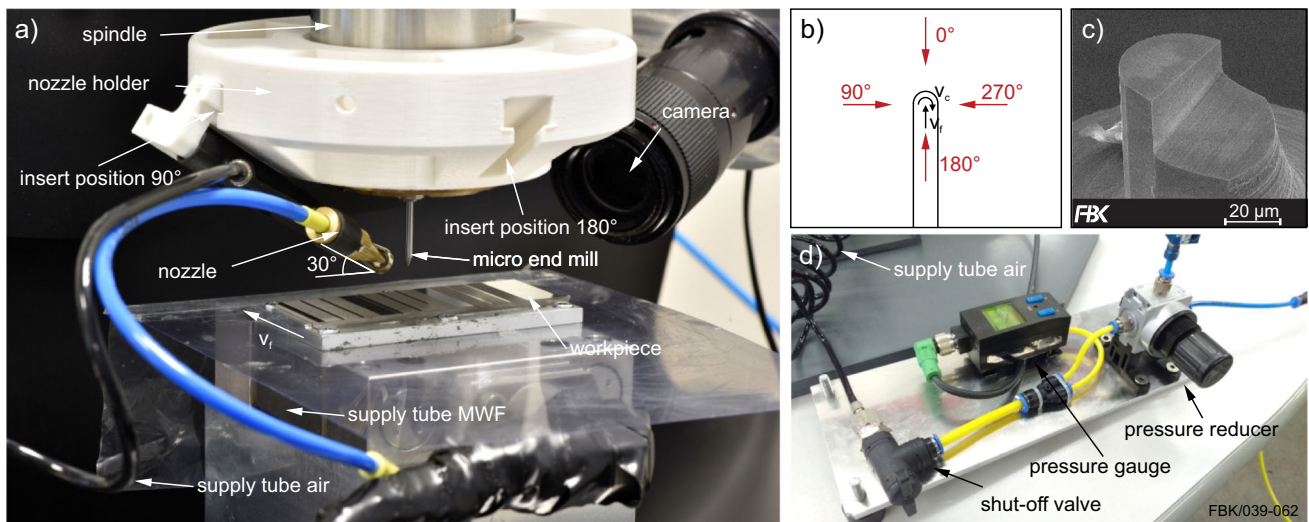 a)
spindle
nozzle holder
camera
insert position 90°
insert position 180°
nozzle
30°
micro end mill
v_f
workpiece
supply tube MWF
supply tube air
b)
0°
90°
270°
v_c
v_f
180°
c)
FBK
20 µm
d)
supply tube air
pressure reducer
pressure gauge
shut-off valve
FBK/039-062